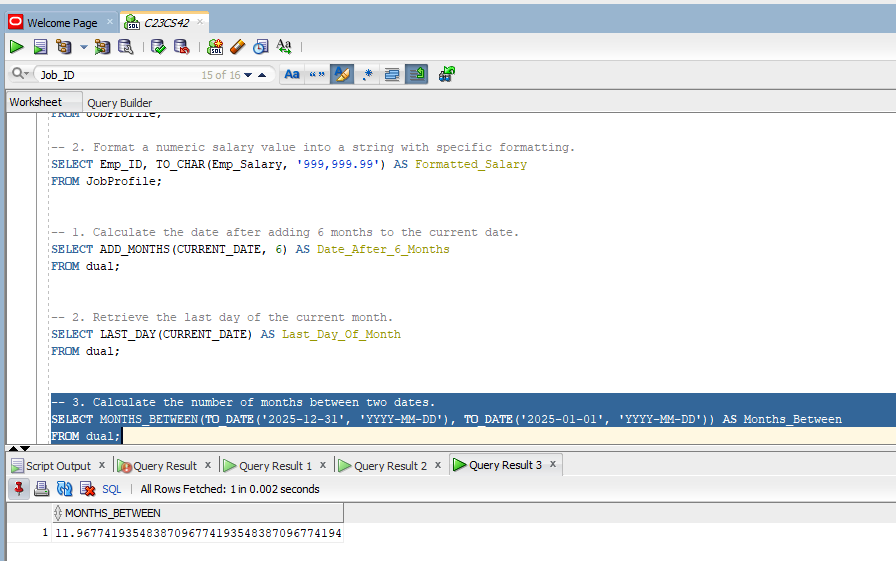 Welcome Page
C23CS42
Job_ID
15 of 16
Aa
Worksheet
Query Builder
FROM JobProfile;
-- 2. Format a numeric salary value into a string with specific formatting.
SELECT Emp_ID, TO_CHAR(Emp_Salary, '999,999.99') AS Formatted_Salary
FROM JobProfile;
-- 1. Calculate the date after adding 6 months to the current date.
SELECT ADD_MONTHS(CURRENT_DATE, 6) AS Date_After_6_Months
FROM dual;
-- 2. Retrieve the last day of the current month.
SELECT LAST_DAY(CURRENT_DATE) AS Last_Day_Of_Month
FROM dual;
-- 3. Calculate the number of months between two dates.
SELECT MONTHS_BETWEEN(TO_DATE('2025-12-31', 'YYYY-MM-DD'), TO_DATE('2025-01-01', 'YYYY-MM-DD')) AS Months_Between
FROM dual;
Script Output x Query Result x Query Result 1 x Query Result 2 x Query Result 3 x
SQL | All Rows Fetched: 1 in 0.002 seconds
MONTHS_BETWEEN
1 11.9677419354838709677419354838709677419​4